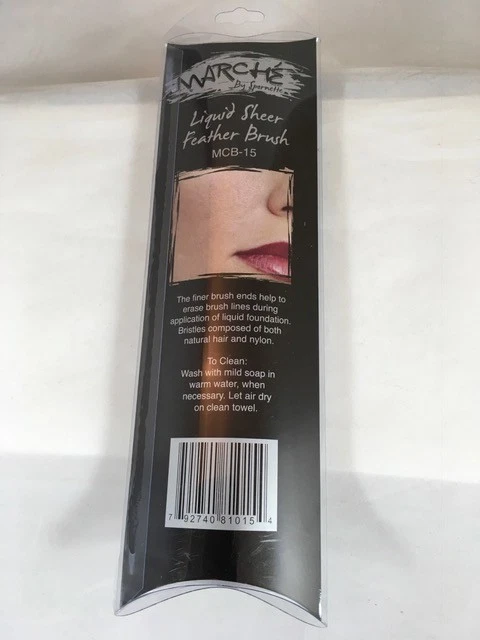 MARCHÉ
By Spornette
Liquid Sheer
Feather Brush
MCB-15
The finer brush ends help to
erase brush lines during
application of liquid foundation.
Bristles composed of both
natural hair and nylon.
To Clean:
Wash with mild soap in
warm water, when
necessary. Let air dry
on clean towel.
7 92740 81015 4